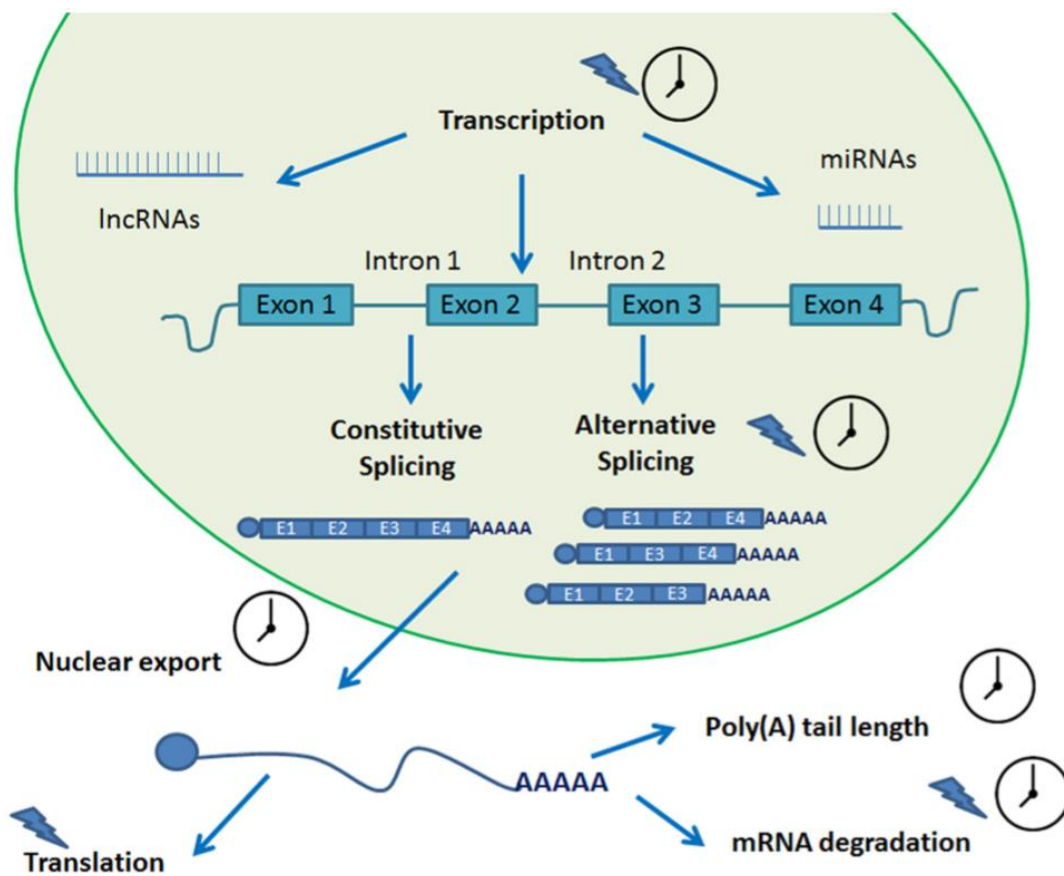 Transcription
miRNAs
lncRNAs
Intron 1
Intron 2
Exon 1
Exon 2
Exon 3
Exon 4
Constitutive
Splicing
Alternative
Splicing
E1 E2 E3 E4 AAAAA
E1 E2 E4 AAAAA
E1 E3 E4 AAAAA
E1 E2 E3 AAAAA
Nuclear export
Poly(A) tail length
AAAAA
mRNA degradation
Translation